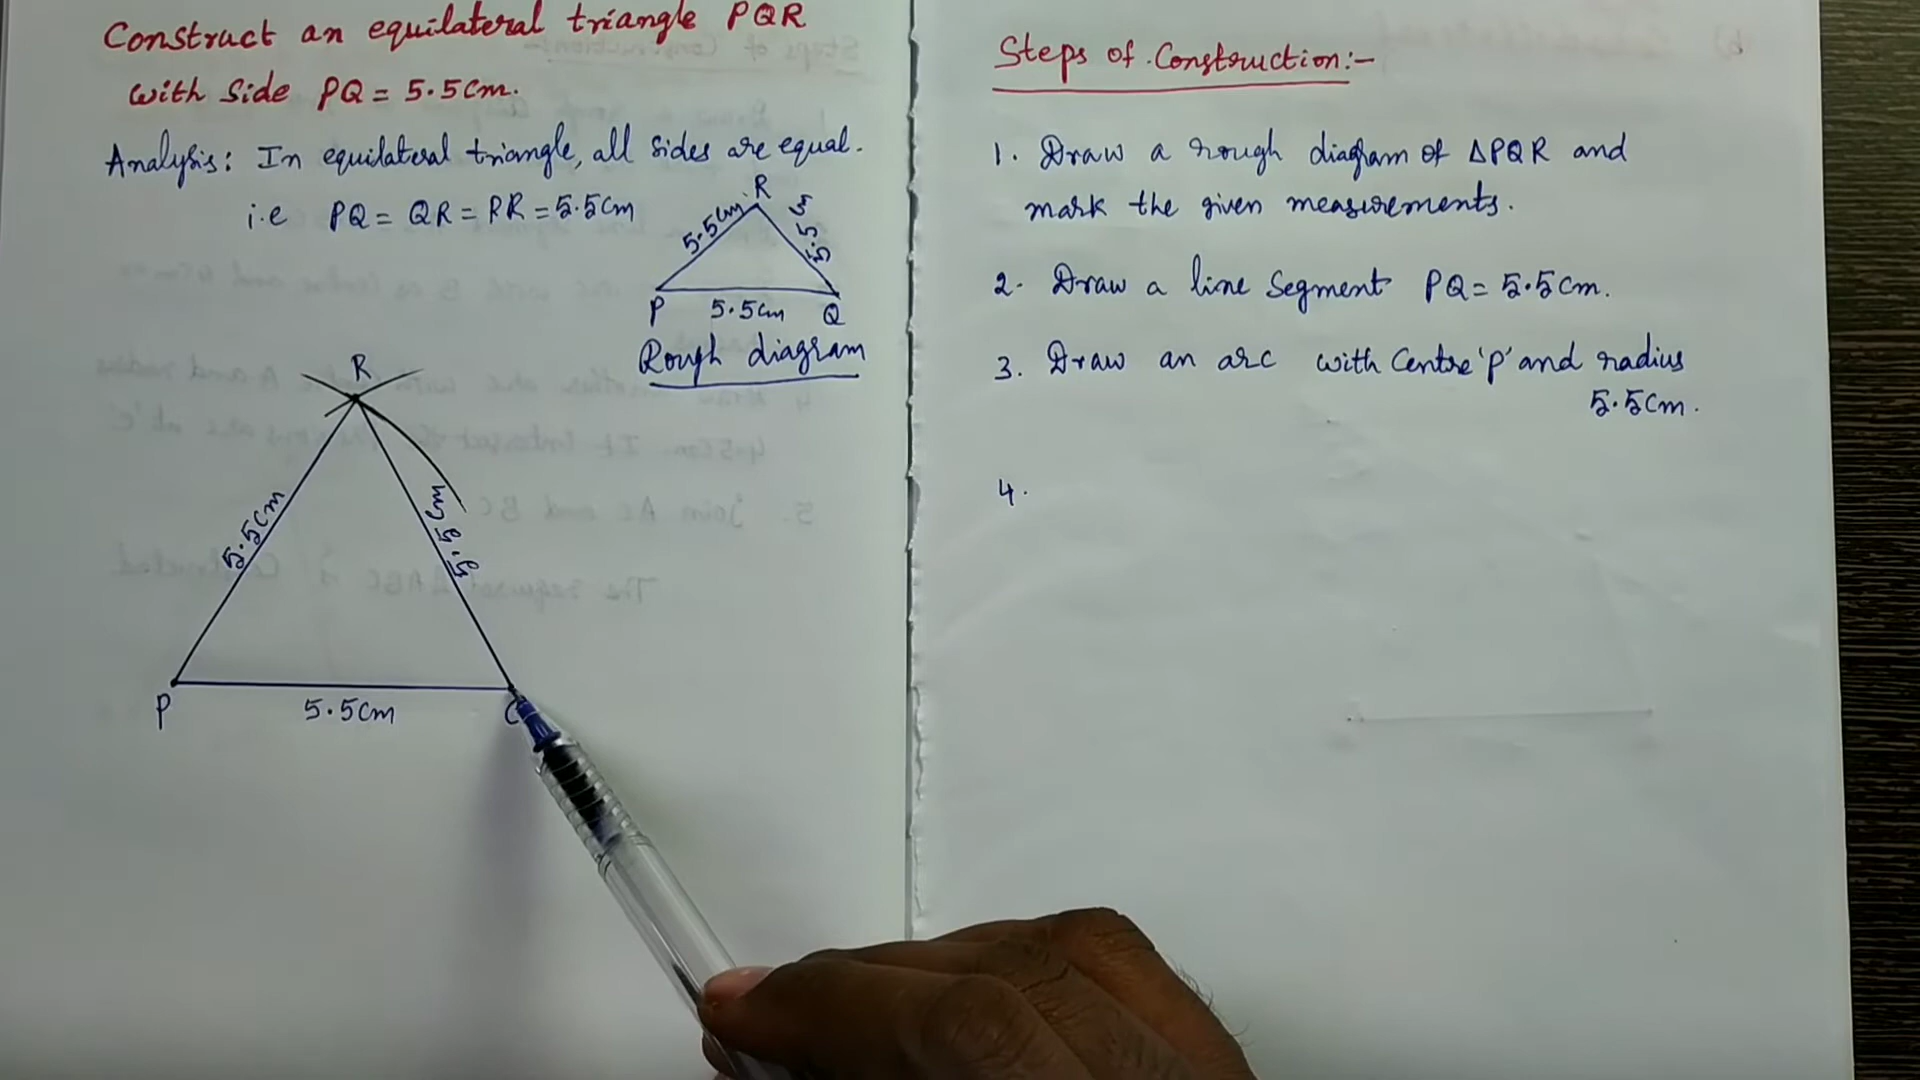 Construct an equilateral triangle PQR
with Side PQ = 5.5cm.
Analysis: In equilateral triangle, all sides are equal.
i.e PQ = QR = PR = 5.5cm
R
5.5cm
5.5cm
P 5.5cm Q
Rough diagram
R
5.5cm
5.5cm
P 5.5cm
Steps of Construction:-
1. Draw a rough diagram of ΔPQR and
mark the given measurements.
2. Draw a line Segment PQ = 5.5cm.
3. Draw an arc with Centre 'P' and radius
5.5cm.
4.